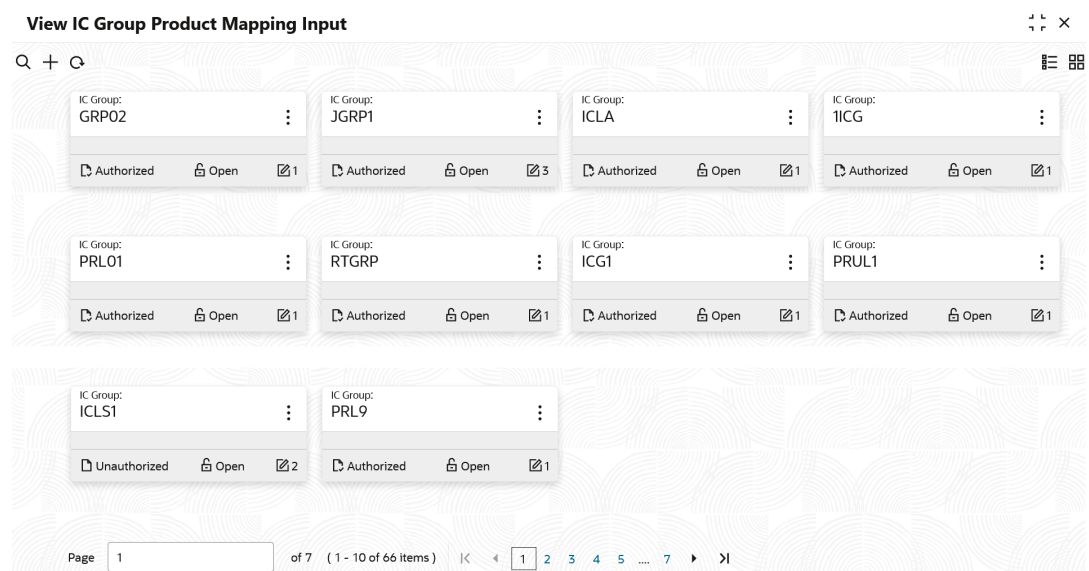 View IC Group Product Mapping Input
IC Group: IC Group: IC Group: IC Group:
GRP02 JGRP1 ICLA 1ICG
Authorized Open 1 Authorized Open 3 Authorized Open 1 Authorized Open 1
IC Group: IC Group: IC Group: IC Group:
PRL01 RTGRP ICG1 PRUL1
Authorized Open 1 Authorized Open 1 Authorized Open 1 Authorized Open 1
IC Group: IC Group:
ICLS1 PRL9
Unauthorized Open 2 Authorized Open 1
Page 1 of 7 ( 1 - 10 of 66 items ) 1 2 3 4 5 .... 7